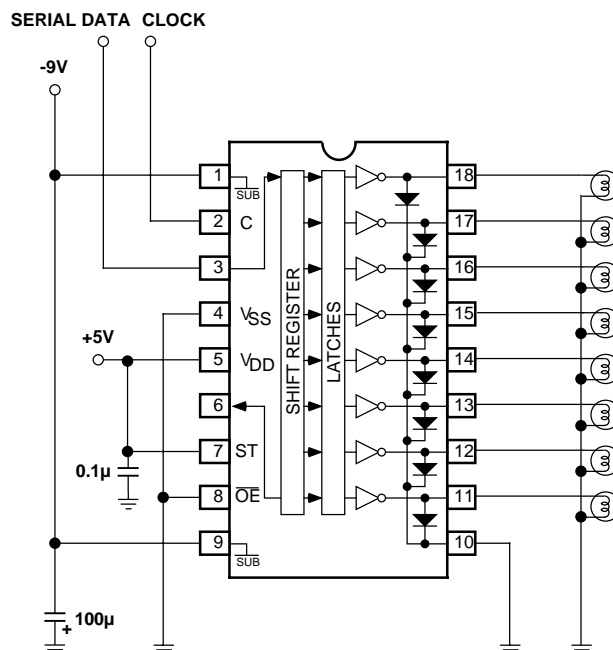 SERIAL DATA CLOCK
-9V
1 SUB 18
2 C 17
3 16
4 VSS 15
+5V
5 VDD 14
6 13
7 ST 12
0.1µ
8 OE 11
9 SUB 10
SHIFT REGISTER
LATCHES
100µ
+